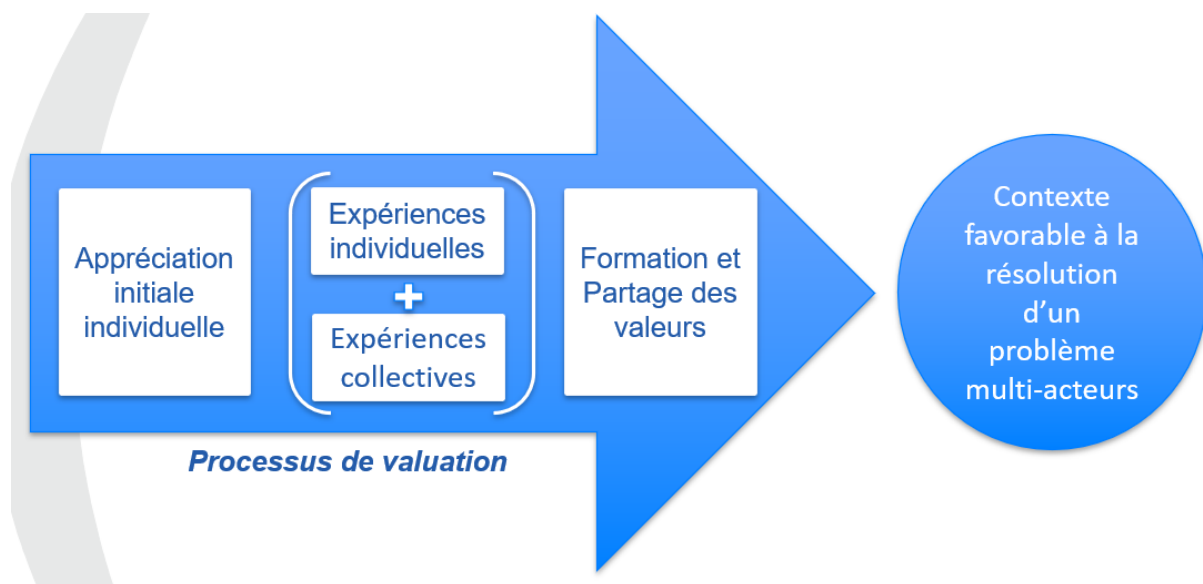 Appréciation
initiale
individuelle
Expériences
individuelles
+
Expériences
collectives
Formation et
Partage des
valeurs
Processus de valuation
Contexte
favorable à la
résolution
d’un
problème
multi-acteurs